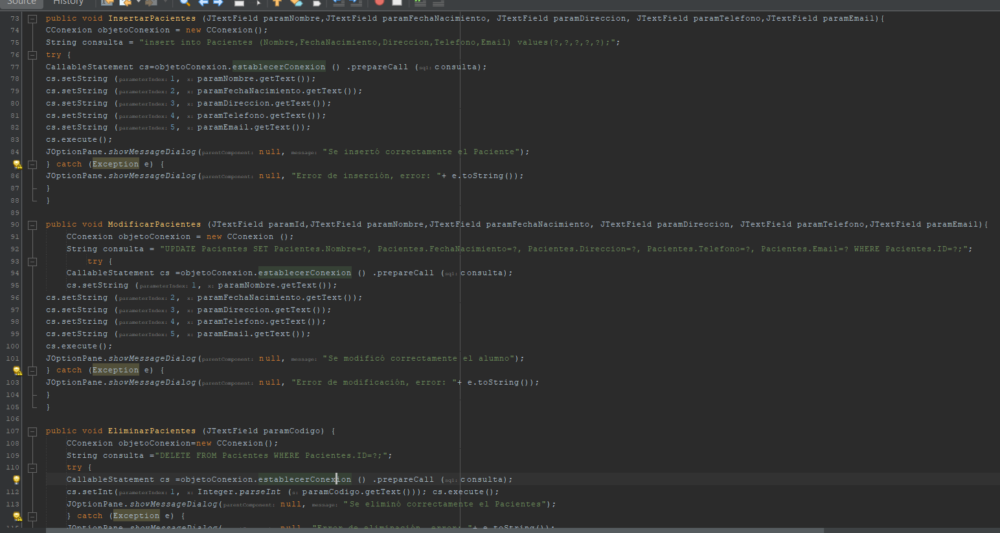 Source History
73 public void InsertarPacientes (JTextField paramNombre,JTextField paramFechaNacimiento, JTextField paramDireccion, JTextField paramTelefono,JTextField paramEmail){
74 CConexion objetoConexion = new CConexion();
75 String consulta = "insert into Pacientes (Nombre,FechaNacimiento,Direccion,Telefono,Email) values(?,?,?,?,?);";
76 try {
77 CallableStatement cs=objetoConexion.establecerConexion () .prepareCall (sql: consulta);
78 cs.setString (parameterIndex: 1, x: paramNombre.getText());
79 cs.setString (parameterIndex: 2, x: paramFechaNacimiento.getText());
80 cs.setString (parameterIndex: 3, x: paramDireccion.getText());
81 cs.setString (parameterIndex: 4, x: paramTelefono.getText());
82 cs.setString (parameterIndex: 5, x: paramEmail.getText());
83 cs.execute();
84 JOptionPane.showMessageDialog(parentComponent: null, message: "Se insertó correctamente el Paciente");
} catch (Exception e) {
86 JOptionPane.showMessageDialog(parentComponent: null, "Error de inserción, error: "+ e.toString());
87 }
88 }
89
90 public void ModificarPacientes (JTextField paramId,JTextField paramNombre,JTextField paramFechaNacimiento, JTextField paramDireccion, JTextField paramTelefono,JTextField paramEmail){
91 CConexion objetoConexion = new CConexion ();
92 String consulta = "UPDATE Pacientes SET Pacientes.Nombre=?, Pacientes.FechaNacimiento=?, Pacientes.Direccion=?, Pacientes.Telefono=?, Pacientes.Email=? WHERE Pacientes.ID=?;";
93 try {
94 CallableStatement cs =objetoConexion.establecerConexion () .prepareCall (sql: consulta);
95 cs.setString (parameterIndex: 1, x: paramNombre.getText());
96 cs.setString (parameterIndex: 2, x: paramFechaNacimiento.getText());
97 cs.setString (parameterIndex: 3, x: paramDireccion.getText());
98 cs.setString (parameterIndex: 4, x: paramTelefono.getText());
99 cs.setString (parameterIndex: 5, x: paramEmail.getText());
100 cs.execute();
101 JOptionPane.showMessageDialog(parentComponent: null, message: "Se modificó correctamente el alumno");
} catch (Exception e) {
103 JOptionPane.showMessageDialog(parentComponent: null, "Error de modificación, error: "+ e.toString());
104 }
105 }
106
107 public void EliminarPacientes (JTextField paramCodigo) {
108 CConexion objetoConexion=new CConexion();
109 String consulta ="DELETE FROM Pacientes WHERE Pacientes.ID=?;";
110 try {
CallableStatement cs =objetoConexion.establecerConexion () .prepareCall (sql: consulta);
112 cs.setInt(parameterIndex: 1, x: Integer.parseInt (s: paramCodigo.getText())); cs.execute();
113 JOptionPane.showMessageDialog(parentComponent: null, message: "Se eliminó correctamente el Pacientes");
} catch (Exception e) {
115 JOptionPane.showMessageDialog( null, "Error de eliminación, error: "+ e.toString());